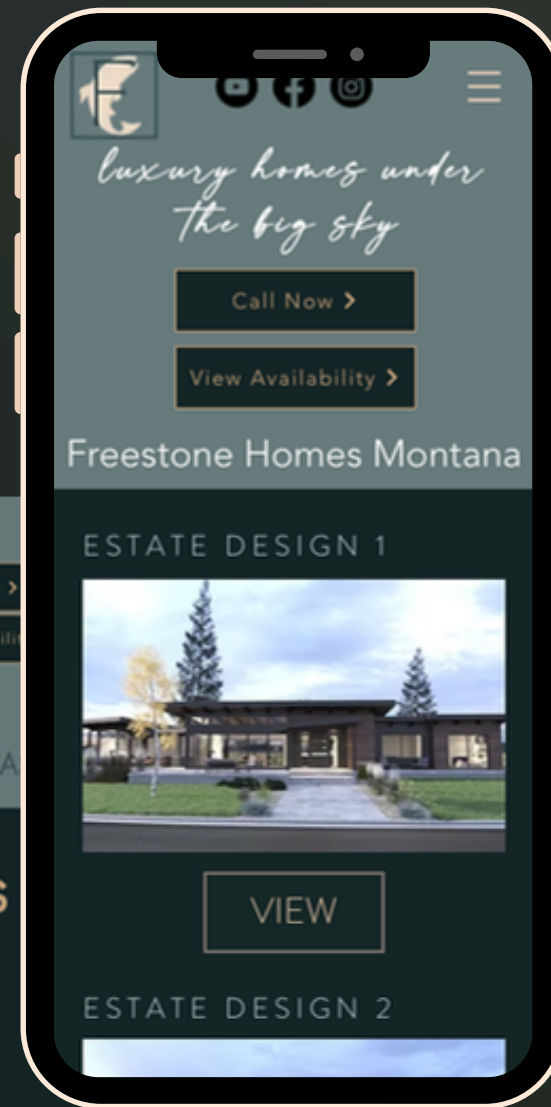 F
luxury homes under
the big sky
Call Now >
View Availability >
Freestone Homes Montana
ESTATE DESIGN 1
VIEW
ESTATE DESIGN 2